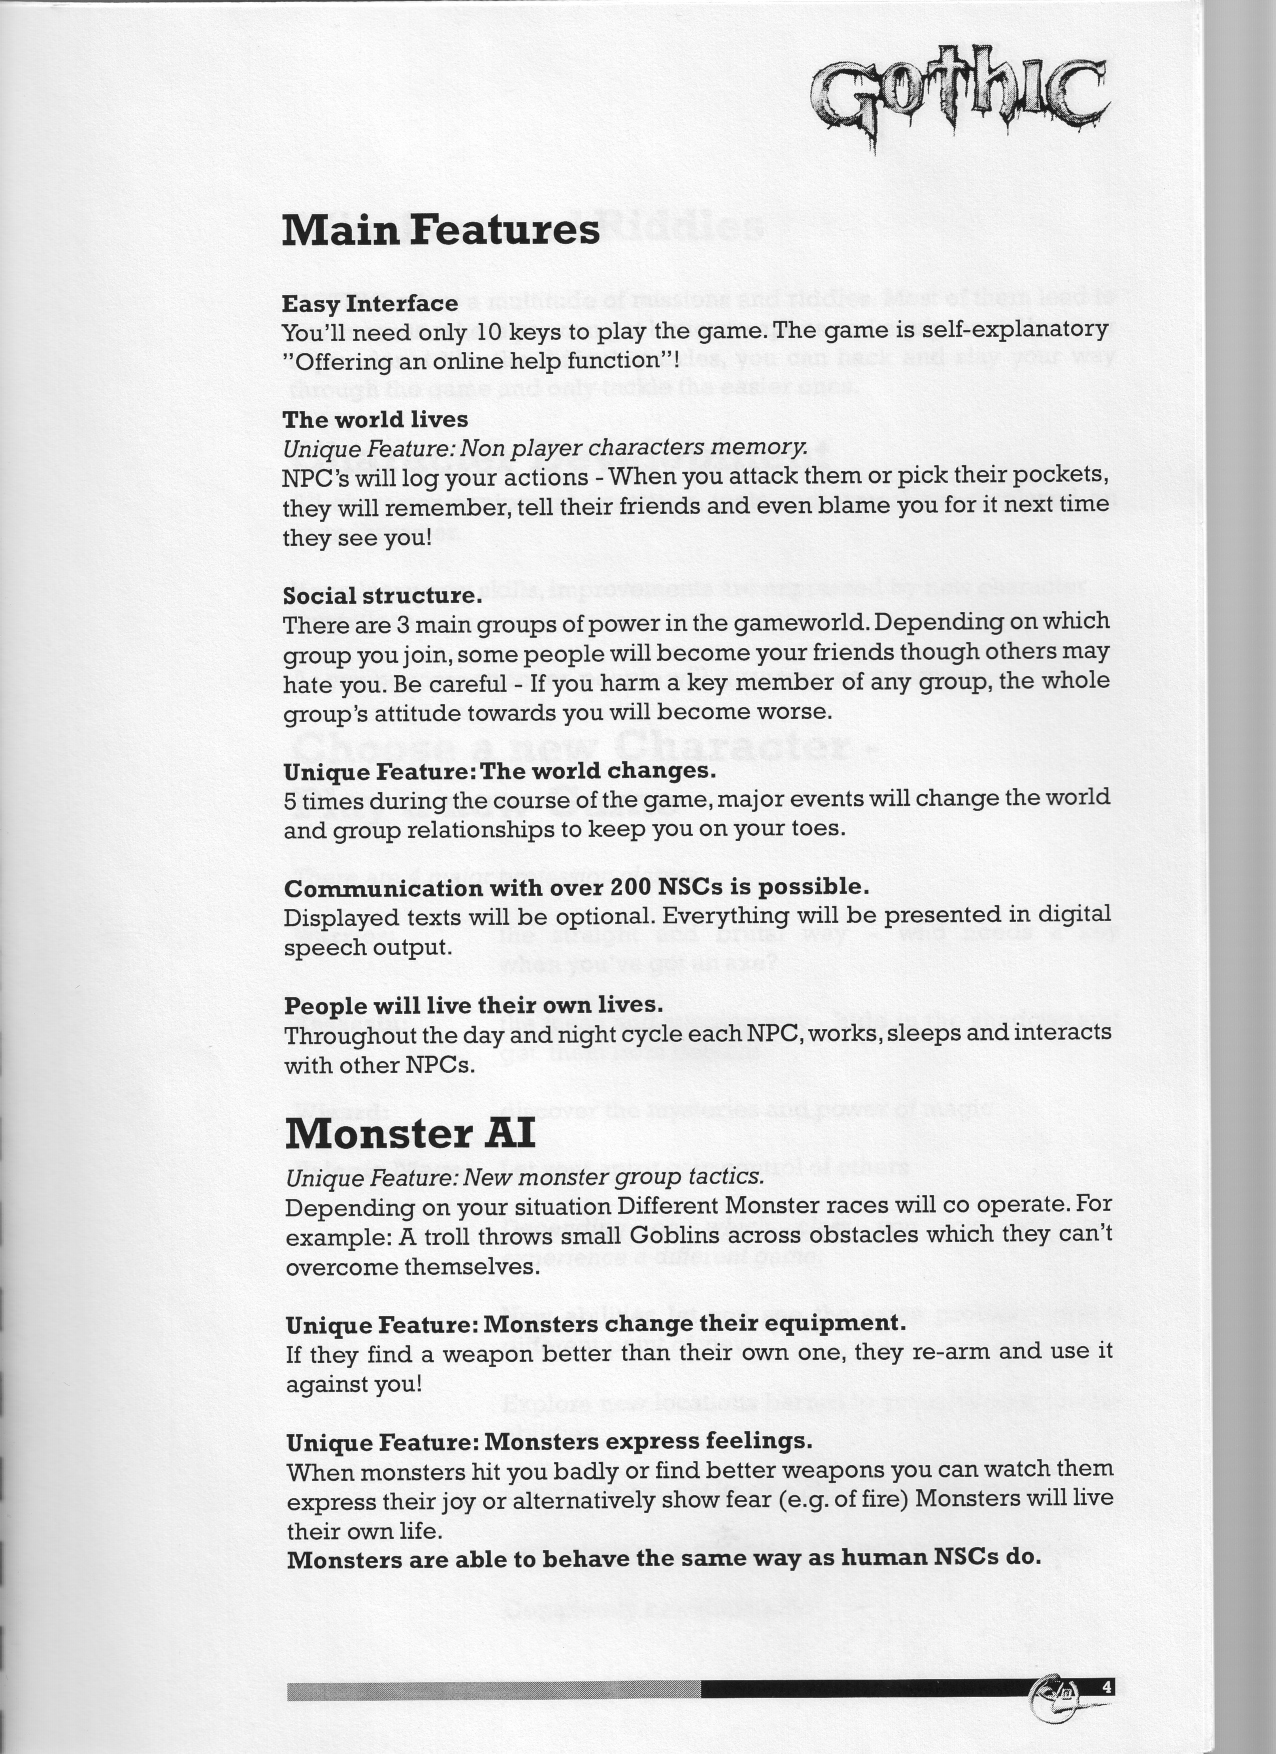 GOTHIC
Main Features
Easy Interface
You'll need only 10 keys to play the game. The game is self-explanatory
"Offering an online help function"!
The world lives
Unique Feature: Non player characters memory.
NPC's will log your actions - When you attack them or pick their pockets,
they will remember, tell their friends and even blame you for it next time
they see you!
Social structure.
There are 3 main groups of power in the gameworld. Depending on which
group you join, some people will become your friends though others may
hate you. Be careful - If you harm a key member of any group, the whole
group's attitude towards you will become worse.
Unique Feature: The world changes.
5 times during the course of the game, major events will change the world
and group relationships to keep you on your toes.
Communication with over 200 NSCs is possible.
Displayed texts will be optional. Everything will be presented in digital
speech output.
People will live their own lives.
Throughout the day and night cycle each NPC, works, sleeps and interacts
with other NPCs.
Monster AI
Unique Feature: New monster group tactics.
Depending on your situation Different Monster races will co operate. For
example: A troll throws small Goblins across obstacles which they can't
overcome themselves.
Unique Feature: Monsters change their equipment.
If they find a weapon better than their own one, they re-arm and use it
against you!
Unique Feature: Monsters express feelings.
When monsters hit you badly or find better weapons you can watch them
express their joy or alternatively show fear (e.g. of fire) Monsters will live
their own life.
Monsters are able to behave the same way as human NSCs do.
4